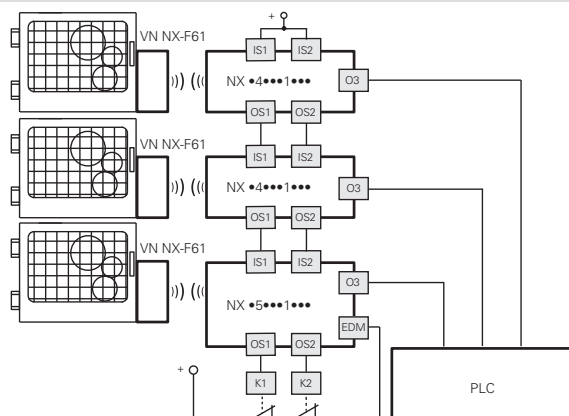 +
VN NX-F61
IS1 IS2
NX •4•••1••• O3
OS1 OS2
VN NX-F61
IS1 IS2
NX •4•••1••• O3
OS1 OS2
VN NX-F61
IS1 IS2
O3
NX •5•••1•••
EDM
OS1 OS2
+
K1 K2
PLC